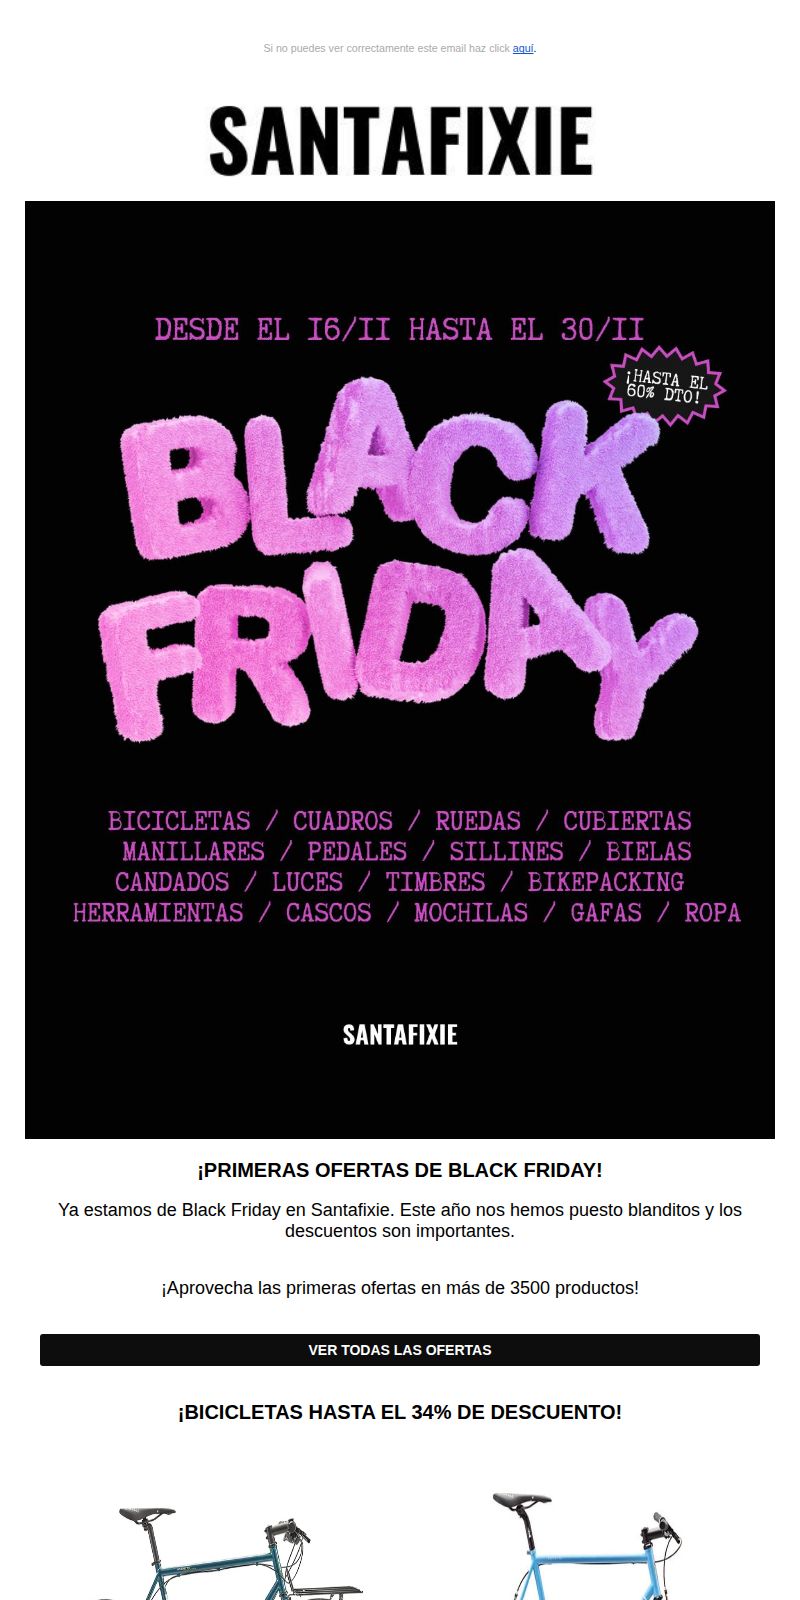 Si no puedes ver correctamente este email haz click aquí.
SANTAFIXIE
DESDE EL 16/11 HASTA EL 30/11
¡HASTA EL
60% DTO!
BLACK
FRIDAY
BICICLETAS / CUADROS / RUEDAS / CUBIERTAS
MANILLARES / PEDALES / SILLINES / BIELAS
CANDADOS / LUCES / TIMBRES / BIKEPACKING
HERRAMIENTAS / CASCOS / MOCHILAS / GAFAS / ROPA
SANTAFIXIE
¡PRIMERAS OFERTAS DE BLACK FRIDAY!
Ya estamos de Black Friday en Santafixie. Este año nos hemos puesto blanditos y los
descuentos son importantes.
¡Aprovecha las primeras ofertas en más de 3500 productos!
VER TODAS LAS OFERTAS
¡BICICLETAS HASTA EL 34% DE DESCUENTO!